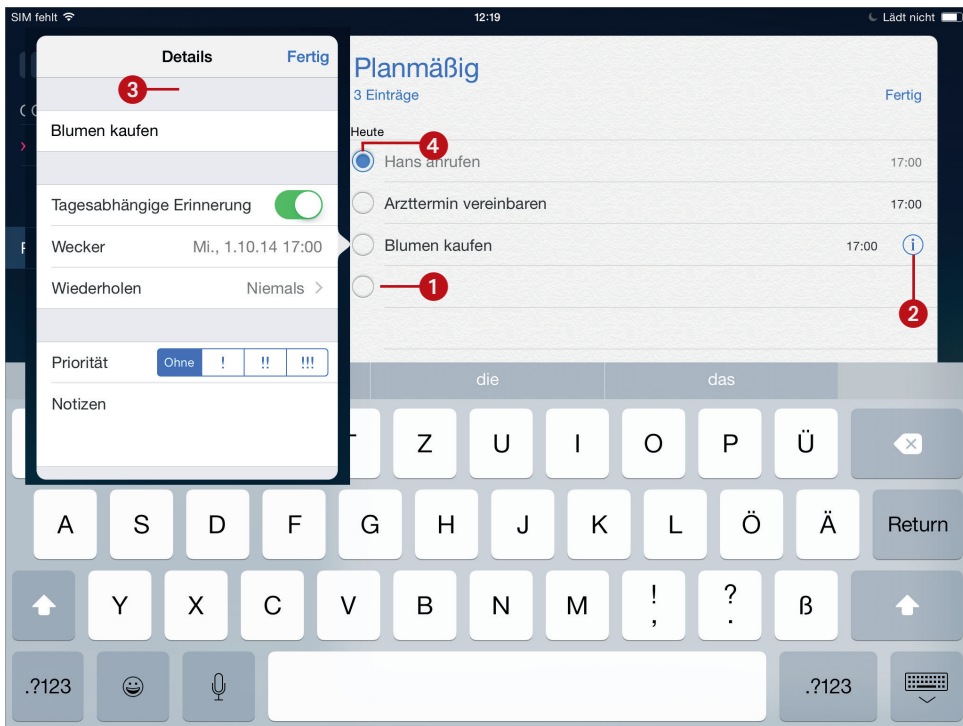 SIM fehlt
12:19
Lädt nicht
Details
Fertig
3
Blumen kaufen
Tagesabhängige Erinnerung
Wecker Mi., 1.10.14 17:00
Wiederholen Niemals >
Priorität Ohne ! !! !!!
Notizen
Planmäßig
3 Einträge
Fertig
Heute
4
Hans anrufen 17:00
Arzttermin vereinbaren 17:00
Blumen kaufen 17:00 i
1
2
die das
Z U I O P Ü
A S D F G H J K L Ö Ä Return
Y X C V B N M ! , ? . ß
.?123 .?123